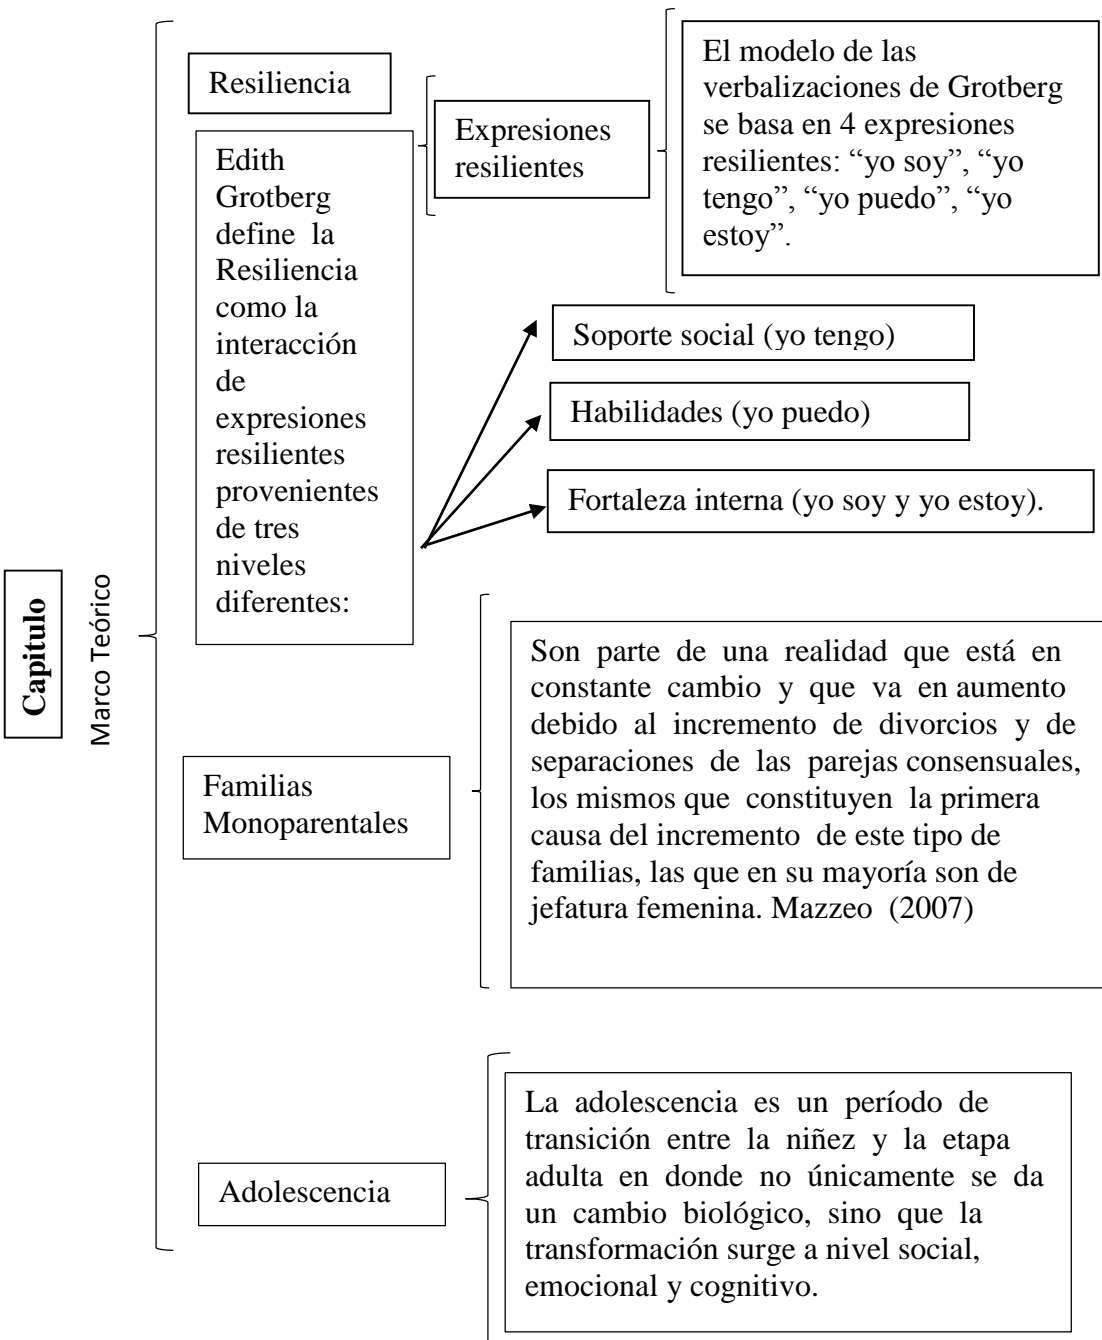 Capitulo
Marco Teórico
Resiliencia
Edith
Grotberg
define la
Resiliencia
como la
interacción
de
expresiones
resilientes
provenientes
de tres
niveles
diferentes:
Expresiones
resilientes
El modelo de las
verbalizaciones de Grotberg
se basa en 4 expresiones
resilientes: “yo soy”, “yo
tengo”, “yo puedo”, “yo
estoy”.
Soporte social (yo tengo)
Habilidades (yo puedo)
Fortaleza interna (yo soy y yo estoy).
Familias
Monoparentales
Son parte de una realidad que está en
constante cambio y que va en aumento
debido al incremento de divorcios y de
separaciones de las parejas consensuales,
los mismos que constituyen la primera
causa del incremento de este tipo de
familias, las que en su mayoría son de
jefatura femenina. Mazzeo (2007)
Adolescencia
La adolescencia es un período de
transición entre la niñez y la etapa
adulta en donde no únicamente se da
un cambio biológico, sino que la
transformación surge a nivel social,
emocional y cognitivo.